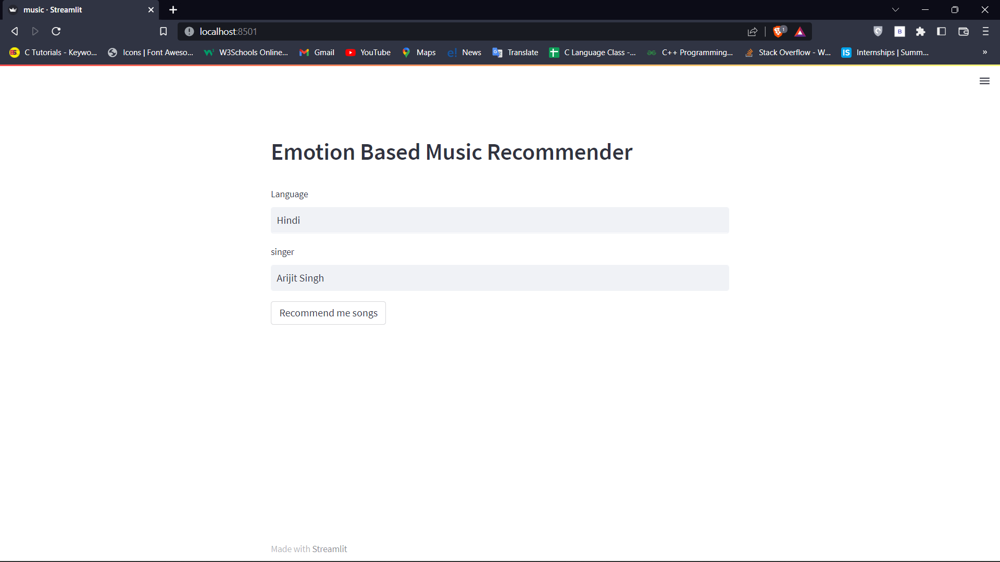 music · Streamlit
localhost:8501
1
B
C Tutorials - Keywo... Icons | Font Aweso... W3Schools Online... Gmail YouTube Maps News Translate C Language Class -... C++ Programming... Stack Overflow - W... IS Internships | Summ... »
Emotion Based Music Recommender
Language
Hindi
singer
Arijit Singh
Recommend me songs
Made with Streamlit